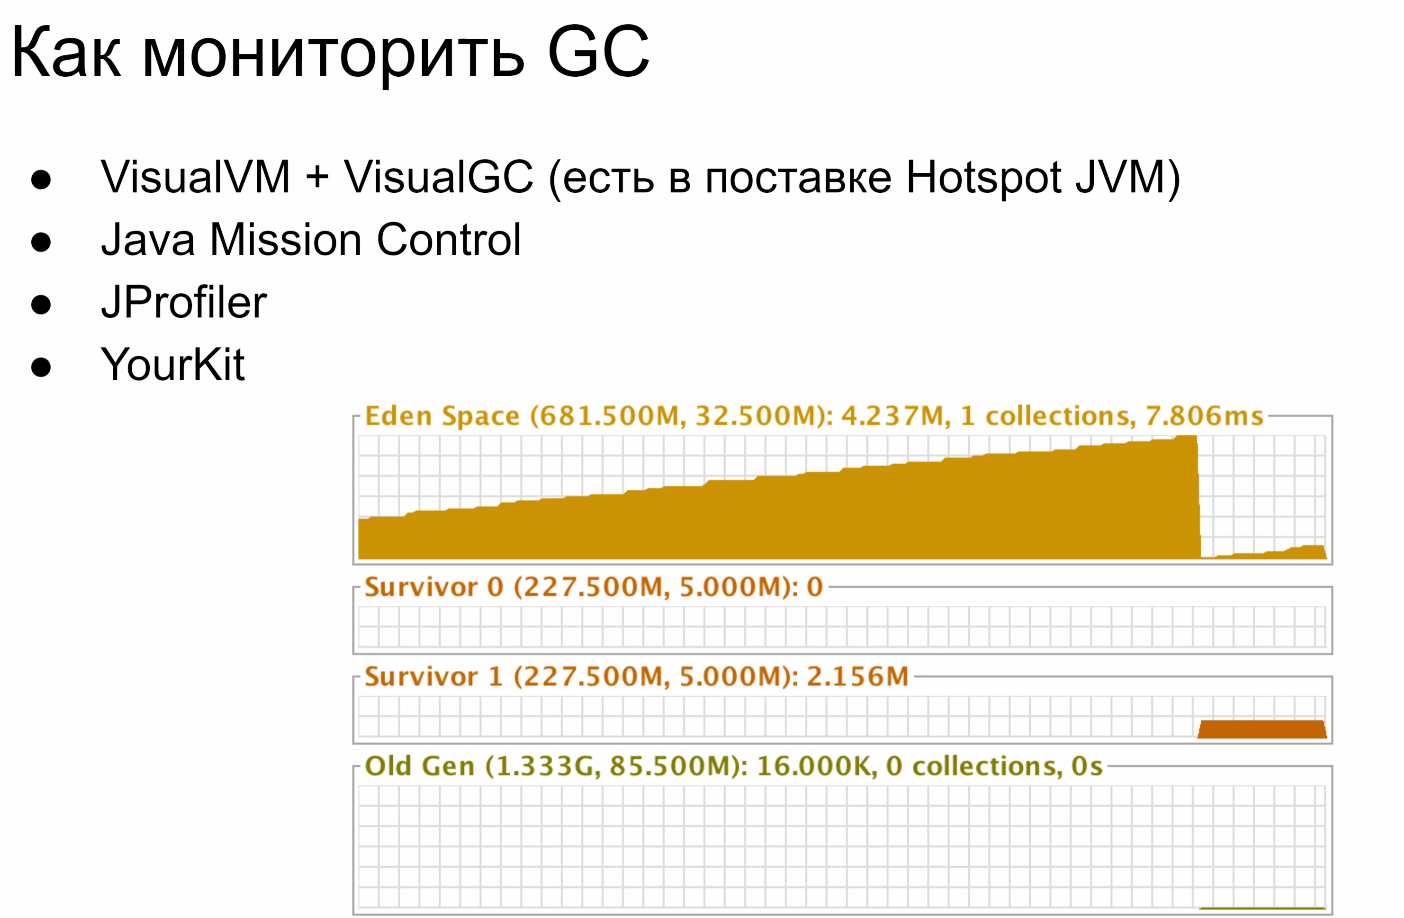 Как мониторить GC
● VisualVM + VisualGC (есть в поставке Hotspot JVM)
● Java Mission Control
● JProfiler
● YourKit
Eden Space (681.500M, 32.500M): 4.237M, 1 collections, 7.806ms
Survivor 0 (227.500M, 5.000M): 0
Survivor 1 (227.500M, 5.000M): 2.156M
Old Gen (1.333G, 85.500M): 16.000K, 0 collections, 0s